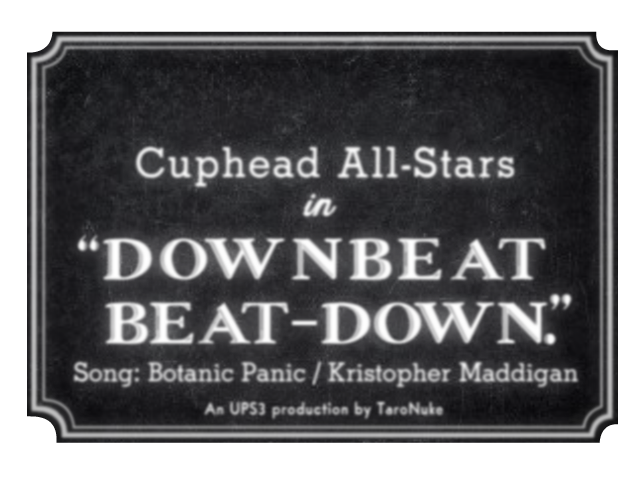 Cuphead All-Stars
in
“DOWNBEAT
BEAT-DOWN.”
Song: Botanic Panic / Kristopher Maddigan
An UPS3 production by TaroNuke